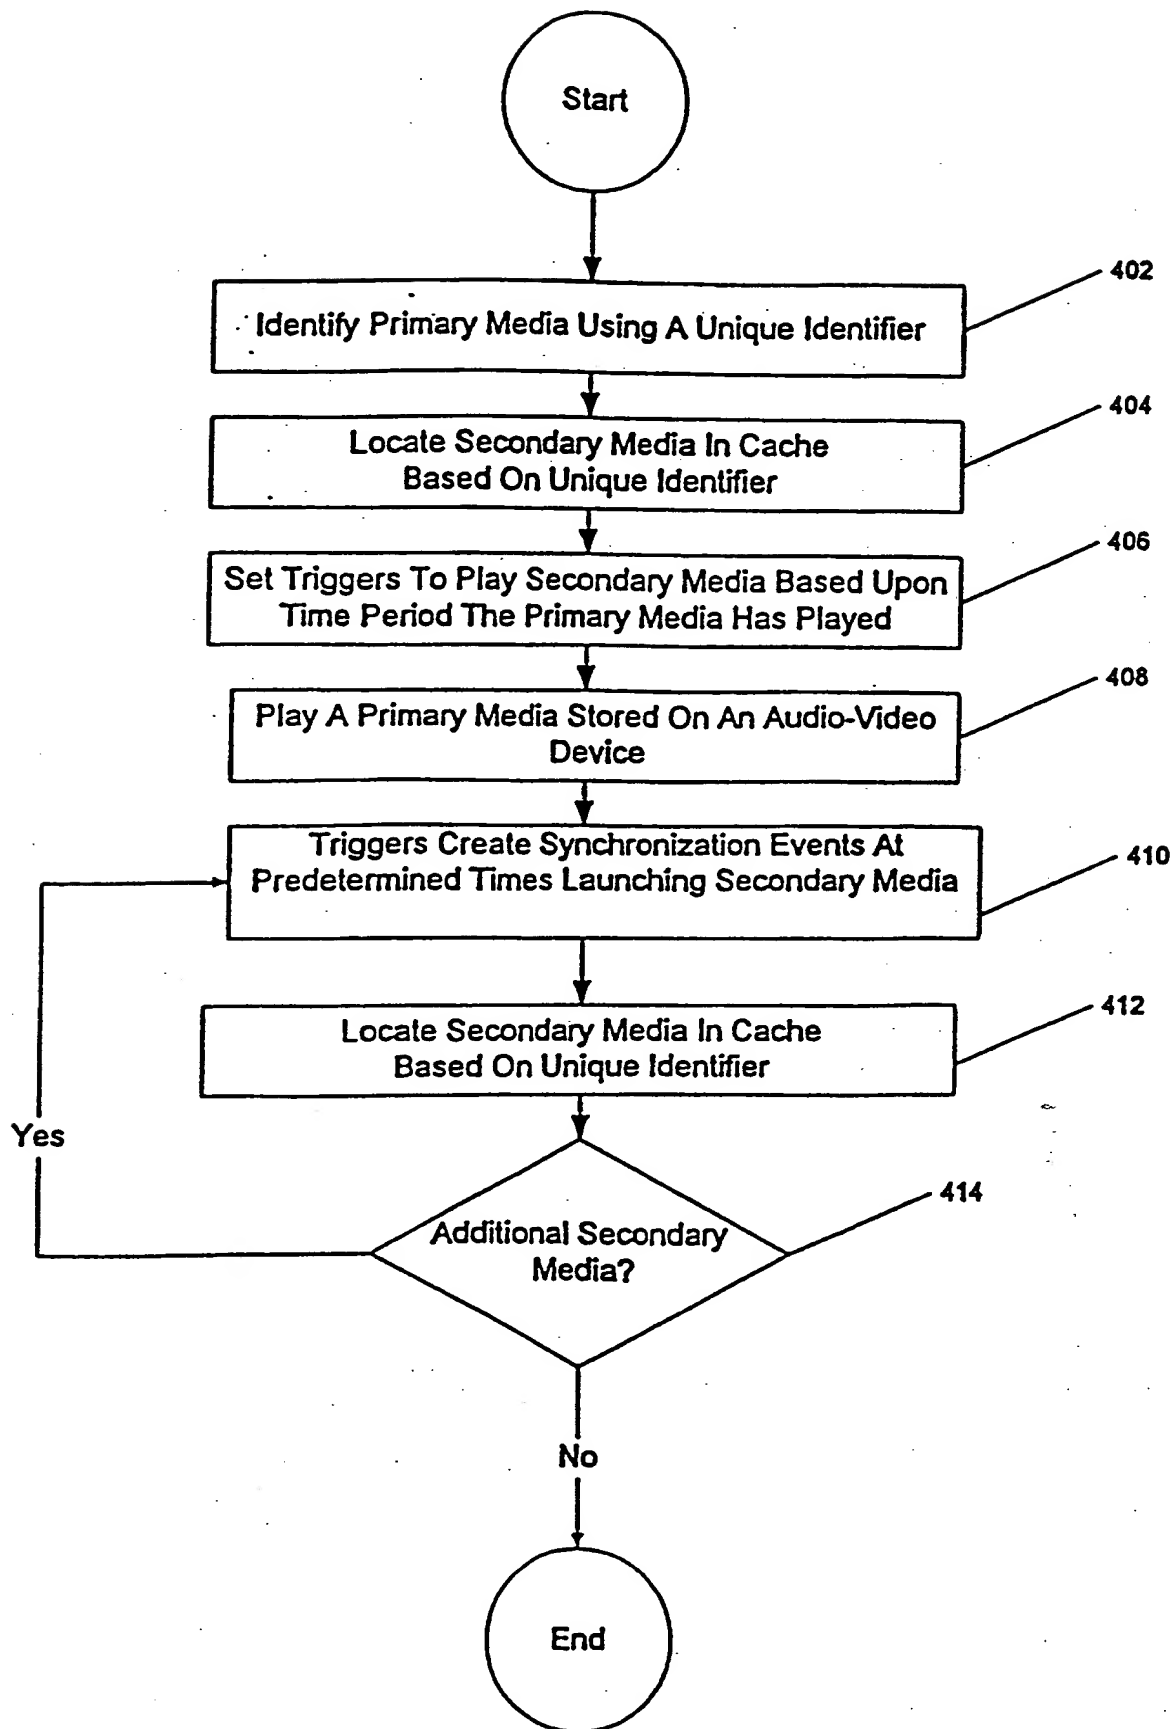 Start
402
Identify Primary Media Using A Unique Identifier
404
Locate Secondary Media In Cache
Based On Unique Identifier
406
Set Triggers To Play Secondary Media Based Upon
Time Period The Primary Media Has Played
408
Play A Primary Media Stored On An Audio-Video
Device
Triggers Create Synchronization Events At
Predetermined Times Launching Secondary Media
410
412
Locate Secondary Media In Cache
Based On Unique Identifier
Yes
414
Additional Secondary
Media?
No
End